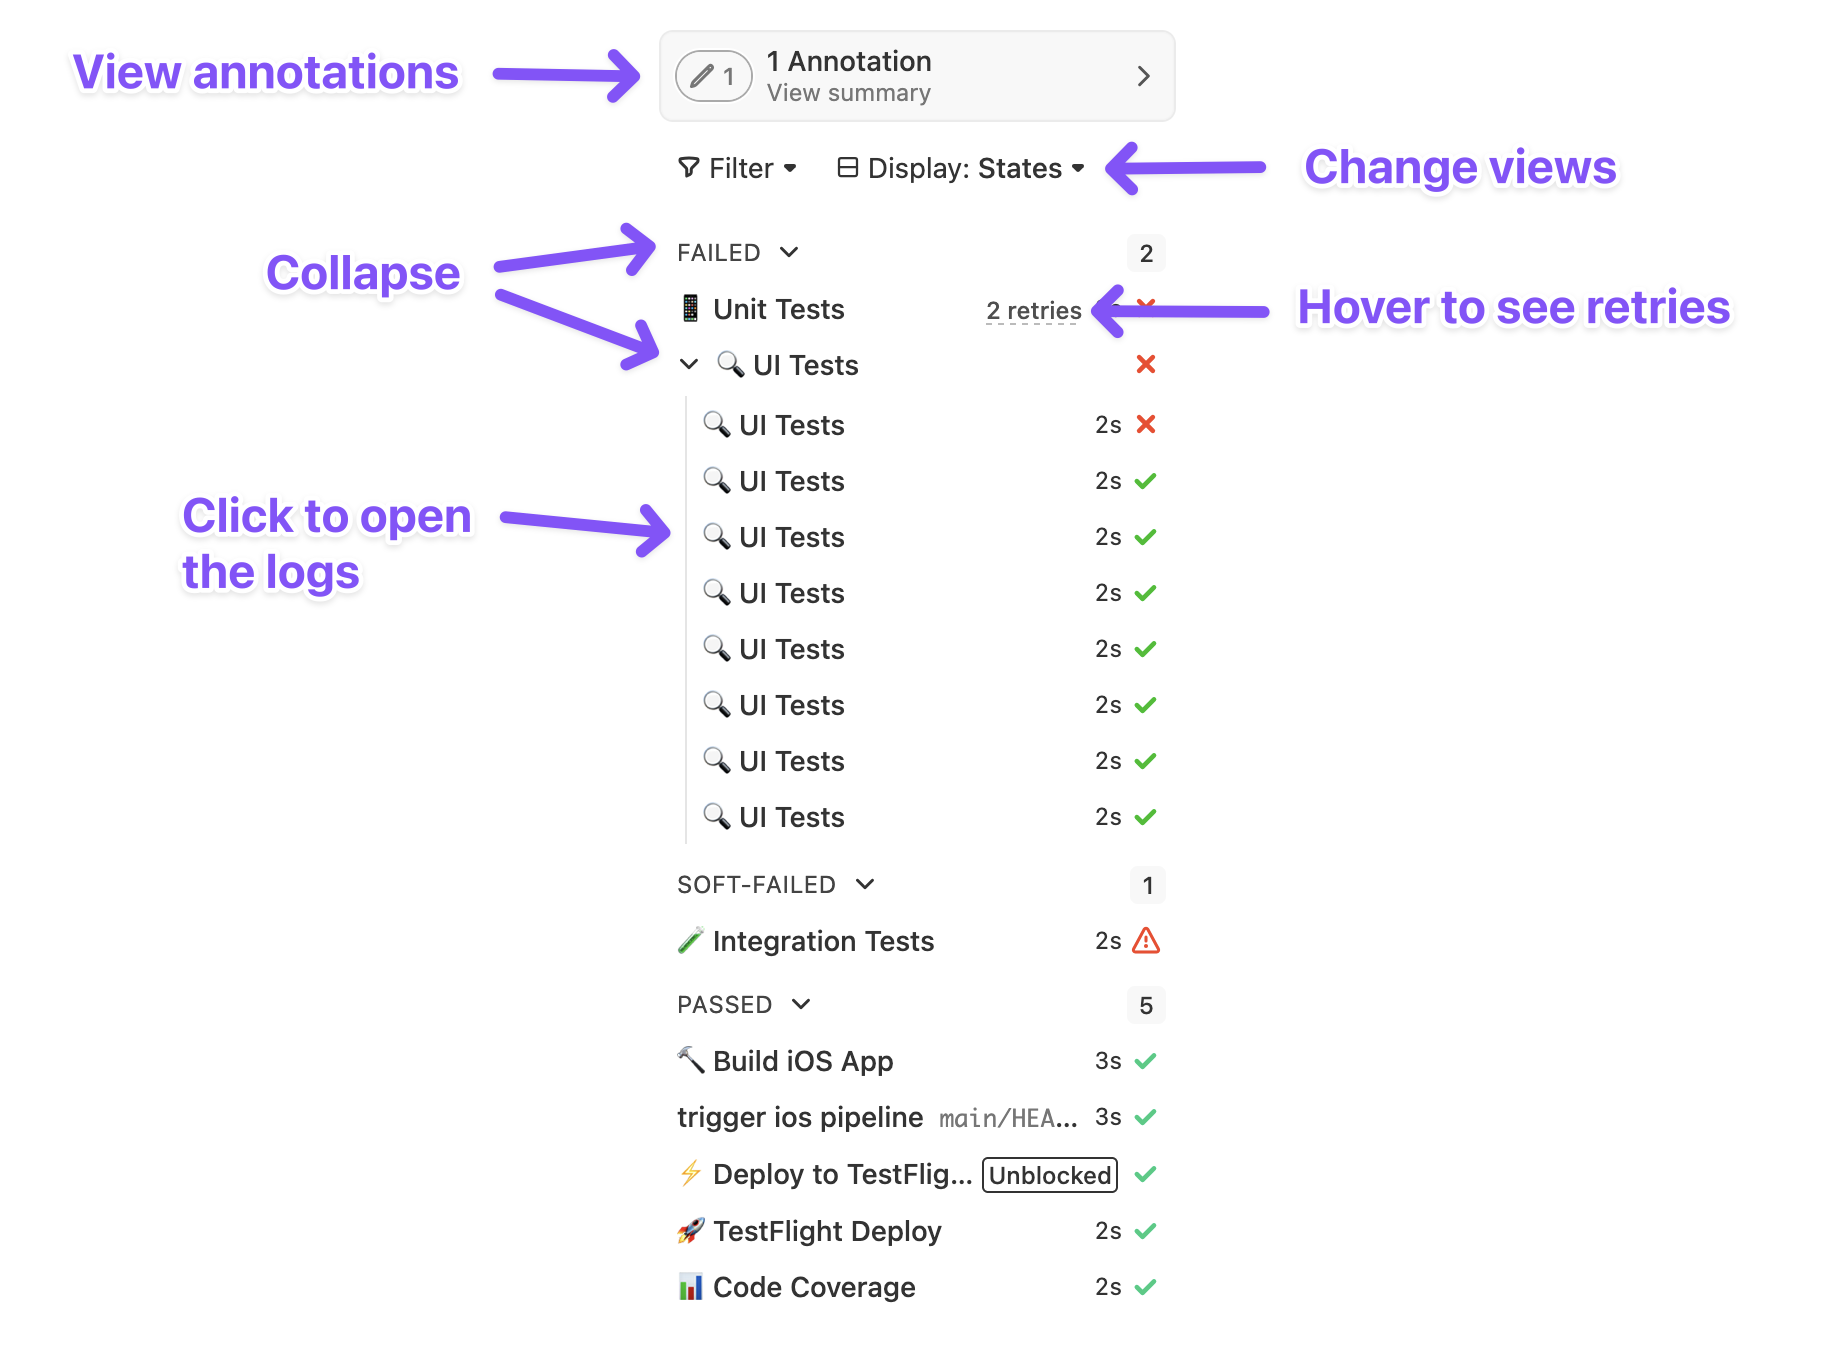 View annotations
1
1 Annotation
View summary
Filter
Display: States
Change views
Collapse
FAILED
2
Unit Tests
2 retries
Hover to see retries
UI Tests
UI Tests 2s
UI Tests 2s
Click to open
the logs
UI Tests 2s
UI Tests 2s
UI Tests 2s
UI Tests 2s
UI Tests 2s
UI Tests 2s
SOFT-FAILED
1
Integration Tests 2s
PASSED
5
Build iOS App 3s
trigger ios pipeline main/HEA... 3s
Deploy to TestFlig... Unblocked
TestFlight Deploy 2s
Code Coverage 2s